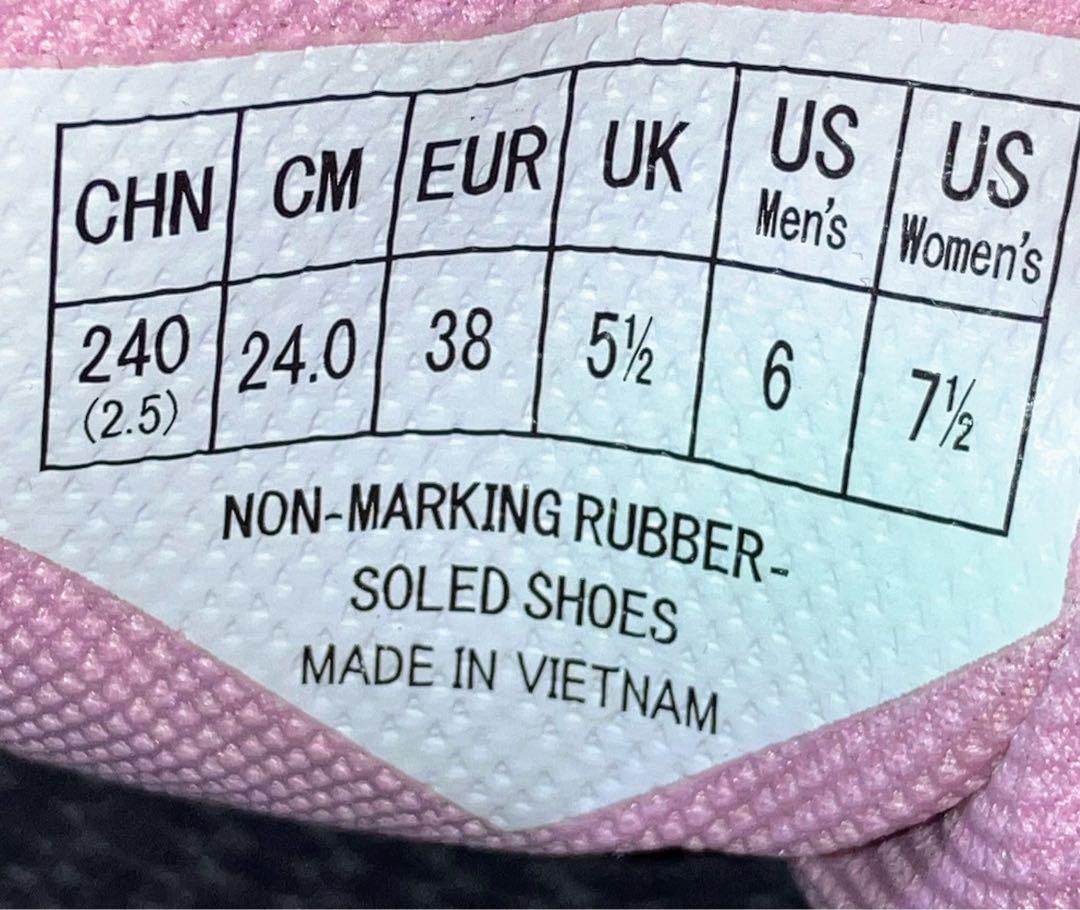 CHN CM EUR UK US Men's US Women's
240 (2.5) 24.0 38 5½ 6 7½
NON-MARKING RUBBER-
SOLED SHOES
MADE IN VIETNAM